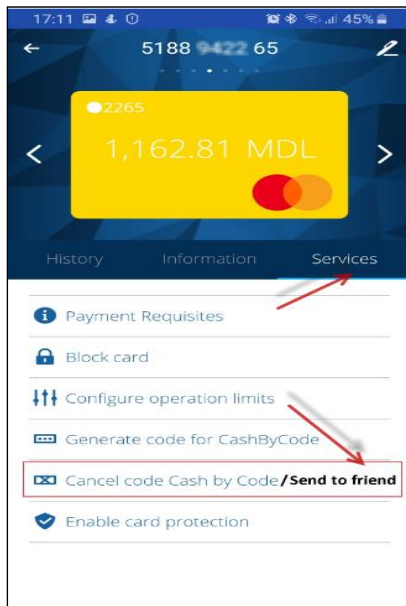 17:11 45%
5188 9422 65
2265
1,162.81 MDL
History Information Services
Payment Requisites
Block card
Configure operation limits
Generate code for CashByCode
Cancel code Cash by Code/Send to friend
Enable card protection